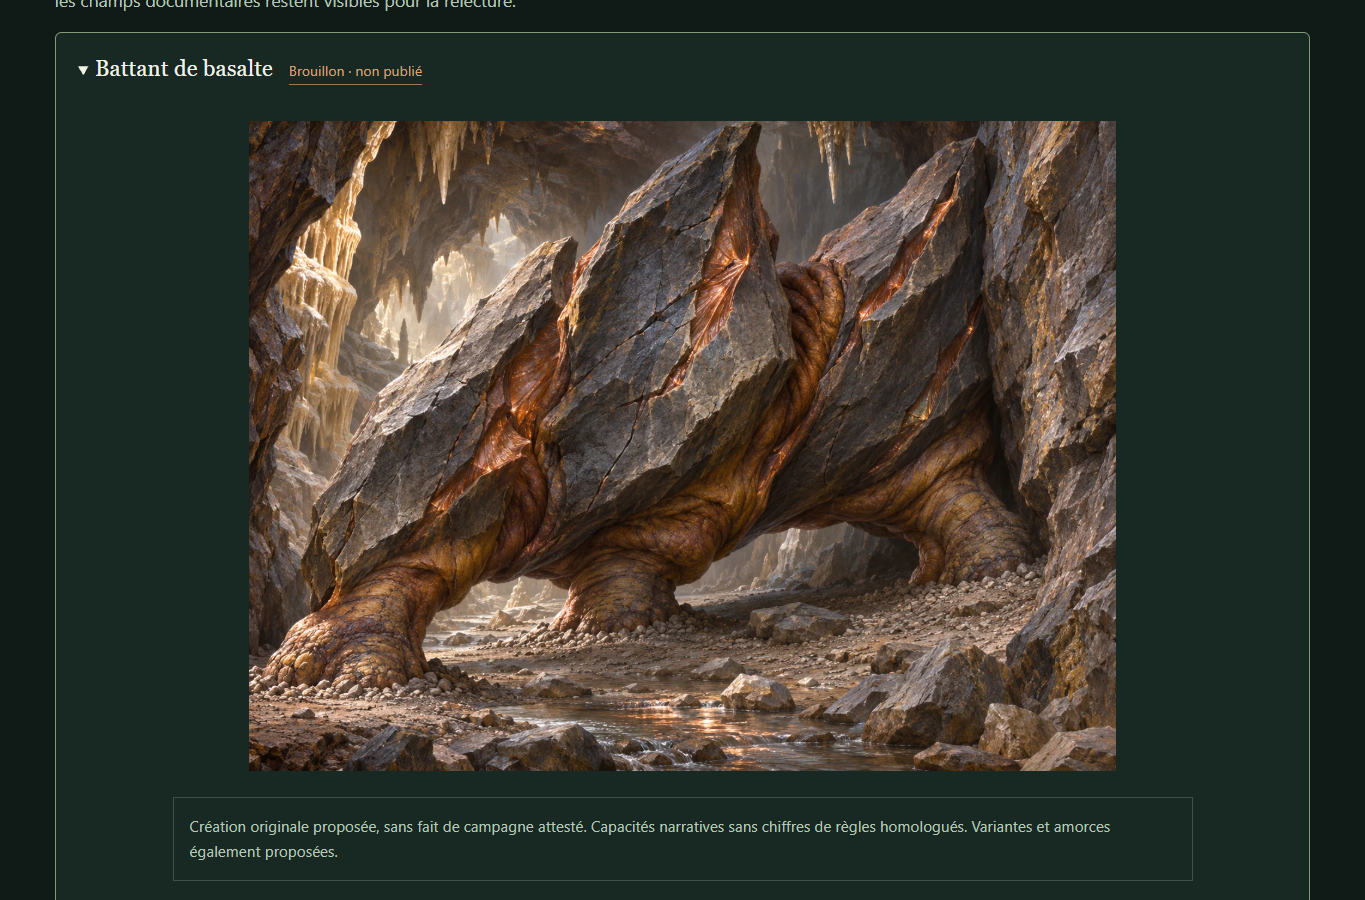 les champs documentaires restent visibles pour la relecture.
Battant de basalte
Brouillon · non publié
Création originale proposée, sans fait de campagne attesté. Capacités narratives sans chiffres de règles homologués. Variantes et amorces
également proposées.